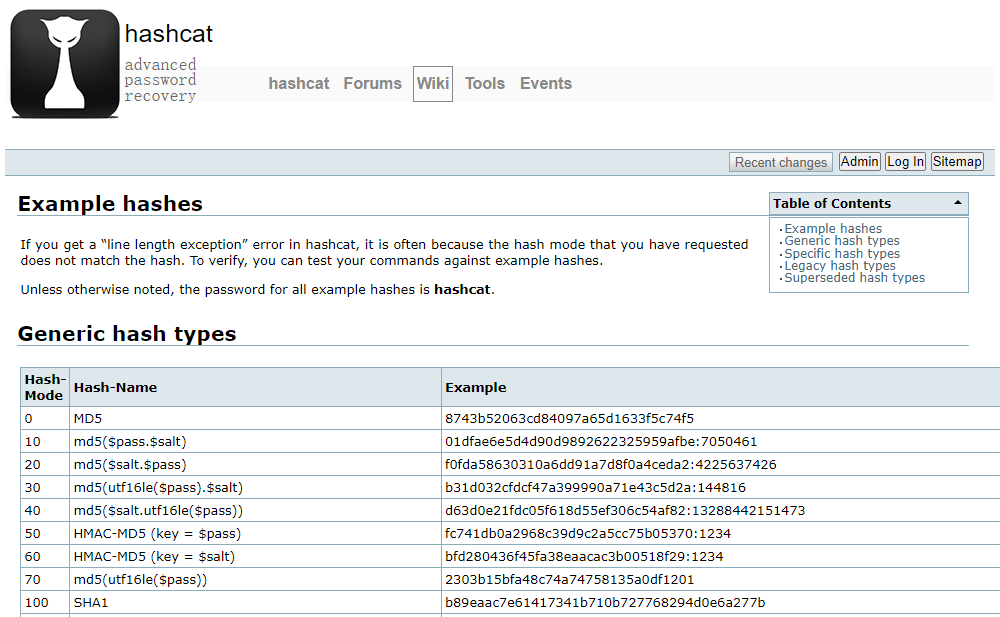 hashcat
advanced
password
recovery
hashcat Forums Wiki Tools Events
Recent changes Admin Log In Sitemap
Example hashes
Table of Contents
Example hashes
Generic hash types
Specific hash types
Legacy hash types
Superseded hash types
If you get a “line length exception” error in hashcat, it is often because the hash mode that you have requested
does not match the hash. To verify, you can test your commands against example hashes.
Unless otherwise noted, the password for all example hashes is hashcat.
Generic hash types
Hash-
Mode Hash-Name Example
0 MD5 8743b52063cd84097a65d1633f5c74f5
10 md5($pass.$salt) 01dfae6e5d4d90d9892622325959afbe:7050461
20 md5($salt.$pass) f0fda58630310a6dd91a7d8f0a4ceda2:4225637426
30 md5(utf16le($pass).$salt) b31d032cfdcf47a399990a71e43c5d2a:144816
40 md5($salt.utf16le($pass)) d63d0e21fdc05f618d55ef306c54af82:13288442151473
50 HMAC-MD5 (key = $pass) fc741db0a2968c39d9c2a5cc75b05370:1234
60 HMAC-MD5 (key = $salt) bfd280436f45fa38eaacac3b00518f29:1234
70 md5(utf16le($pass)) 2303b15bfa48c74a74758135a0df1201
100 SHA1 b89eaac7e61417341b710b727768294d0e6a277b